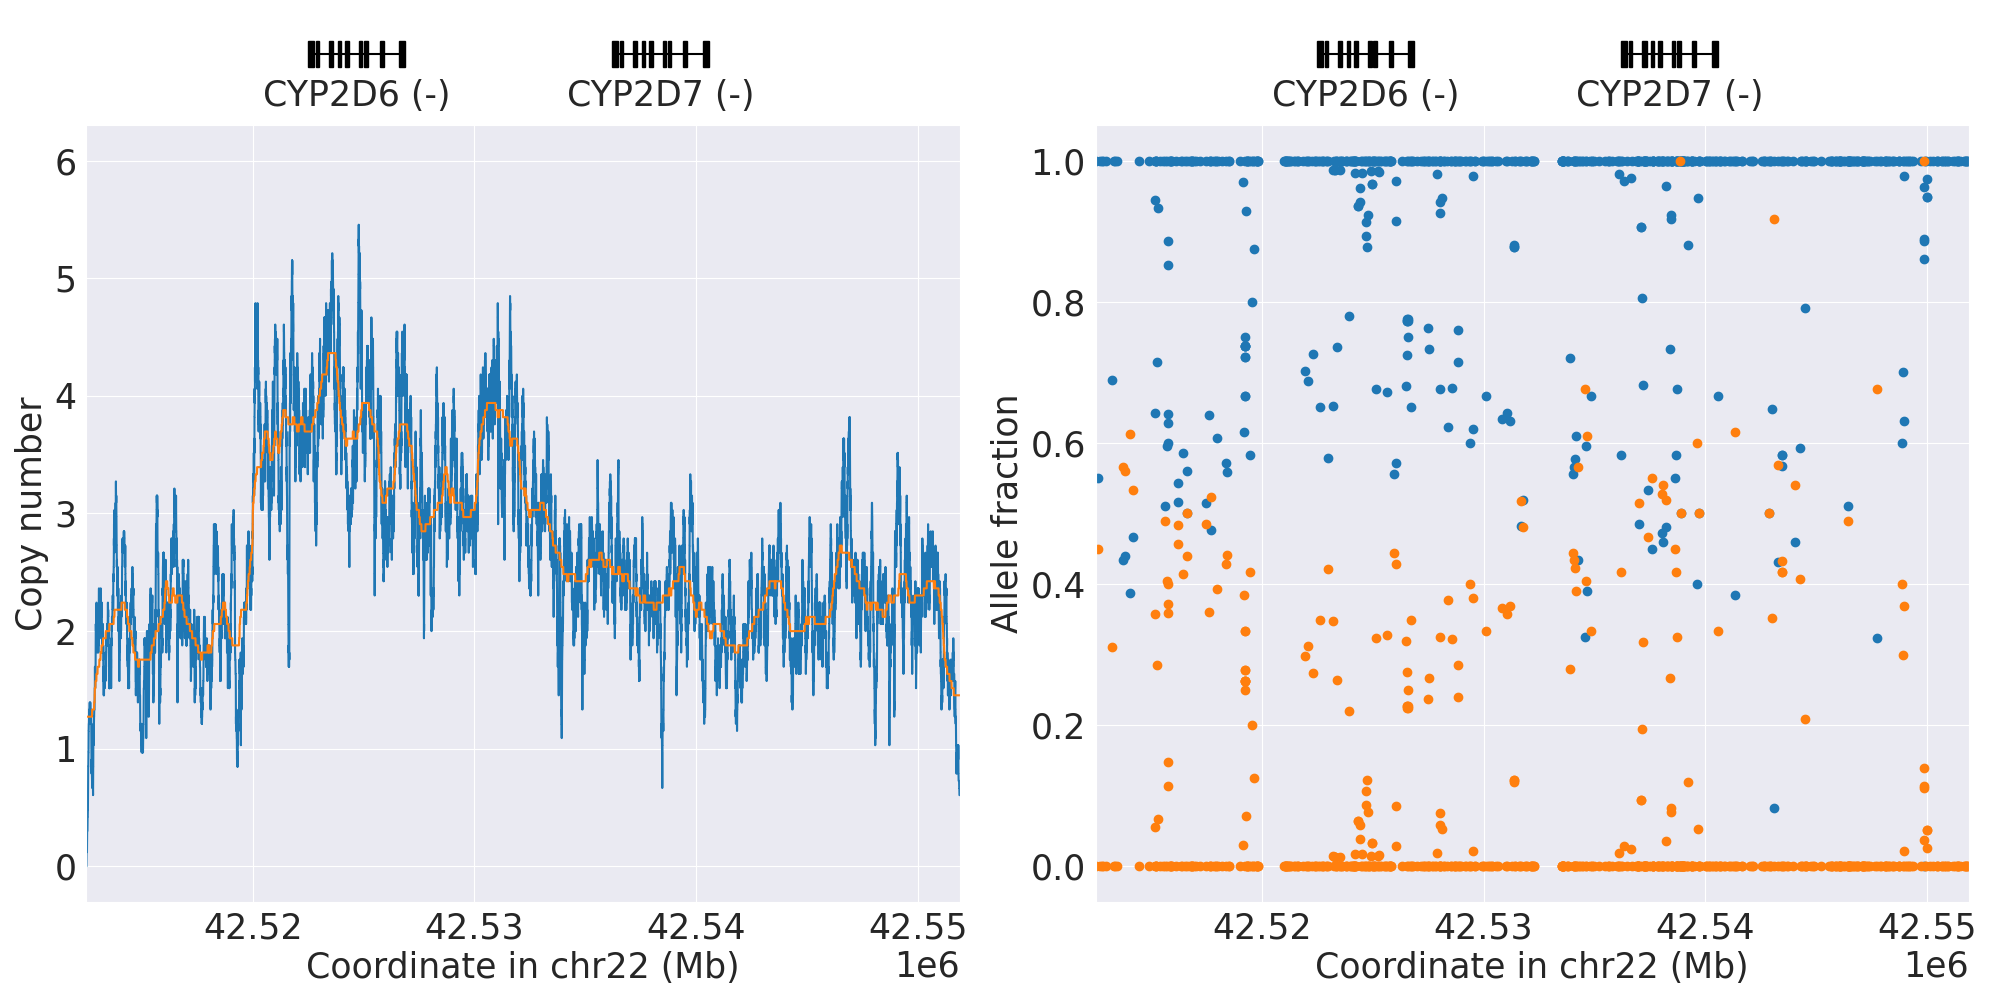 CYP2D6 (-) CYP2D7 (-)
Copy number
6
5
4
3
2
1
0
42.52 42.53 42.54 42.55
Coordinate in chr22 (Mb) 1e6
CYP2D6 (-) CYP2D7 (-)
Allele fraction
1.0
0.8
0.6
0.4
0.2
0.0
42.52 42.53 42.54 42.55
Coordinate in chr22 (Mb) 1e6